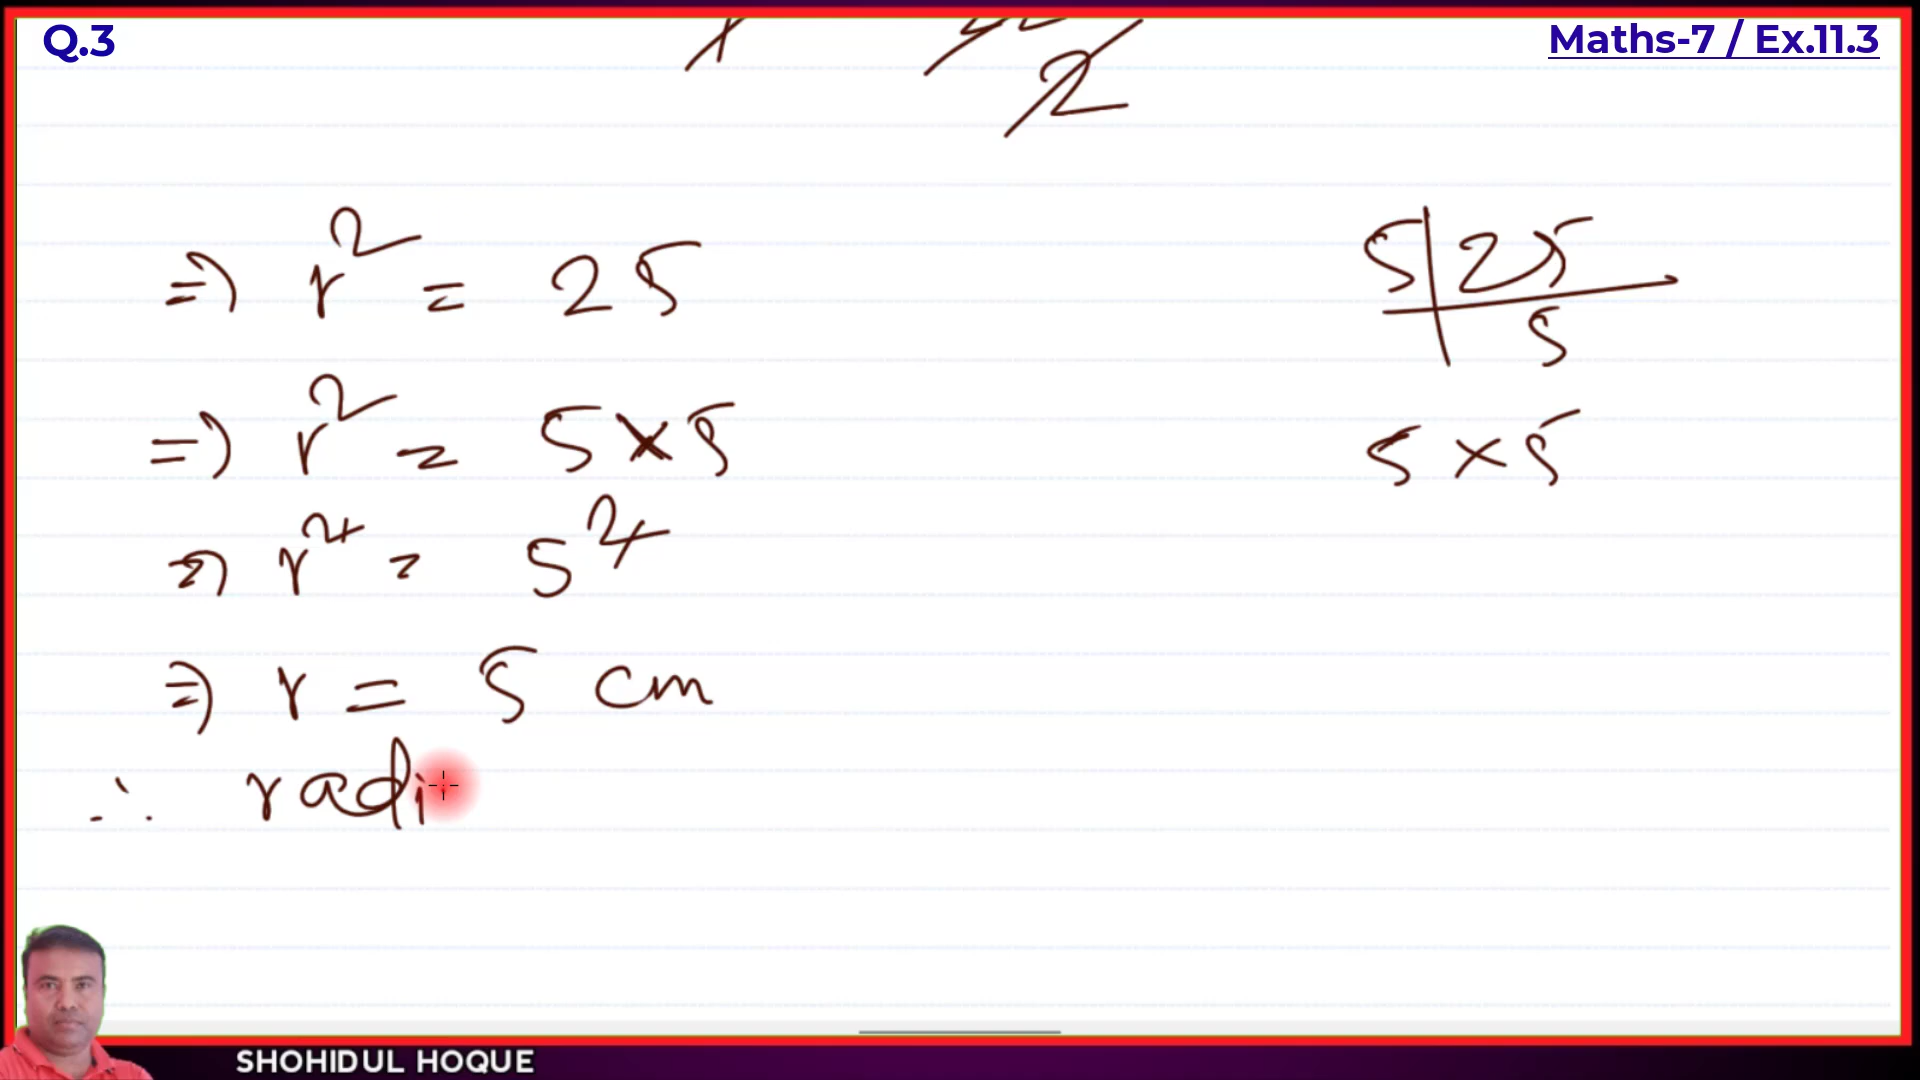 Q.3
Maths-7 / Ex.11.3
2
⇒ r² = 25
5 | 25
5
⇒ r² = 5×5
5×5
⇒ r² = 5²
⇒ r = 5 cm
∴ radi
SHOHIDUL HOQUE